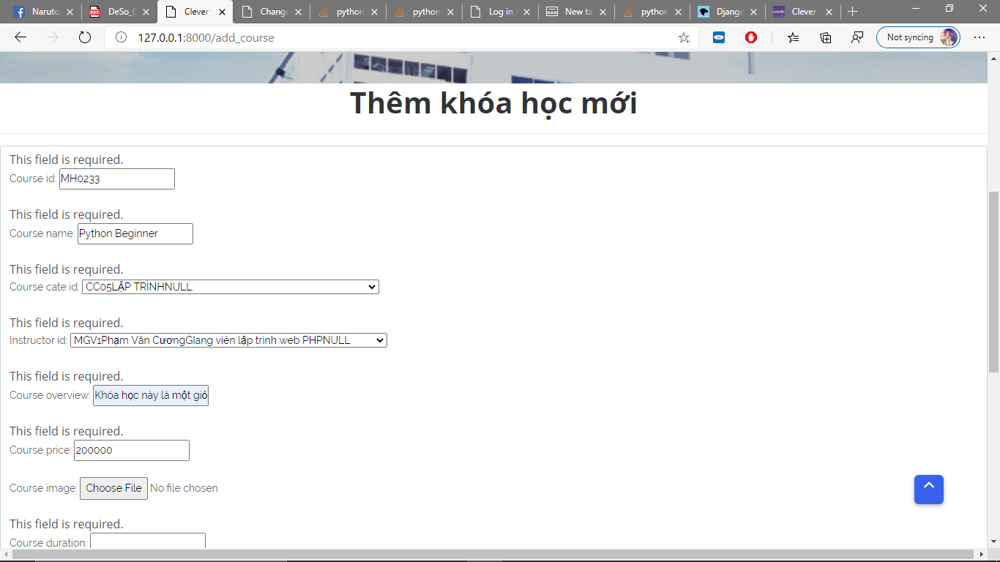 Naruto
DeSo_
Clever
Change
python
python
Log in
New ta
python
Django
Clever
127.0.0.1:8000/add_course
Not syncing
Thêm khóa học mới
This field is required.
Course id: MH0233
This field is required.
Course name: Python Beginner
This field is required.
Course cate id: CC05LẬP TRÌNHNULL
This field is required.
Instructor id: MGV1Phạm Văn CươngGIang viên lập trình web PHPNULL
This field is required.
Course overview: Khóa học này là một gió
This field is required.
Course price: 200000
Course image: Choose File No file chosen
This field is required.
Course duration: